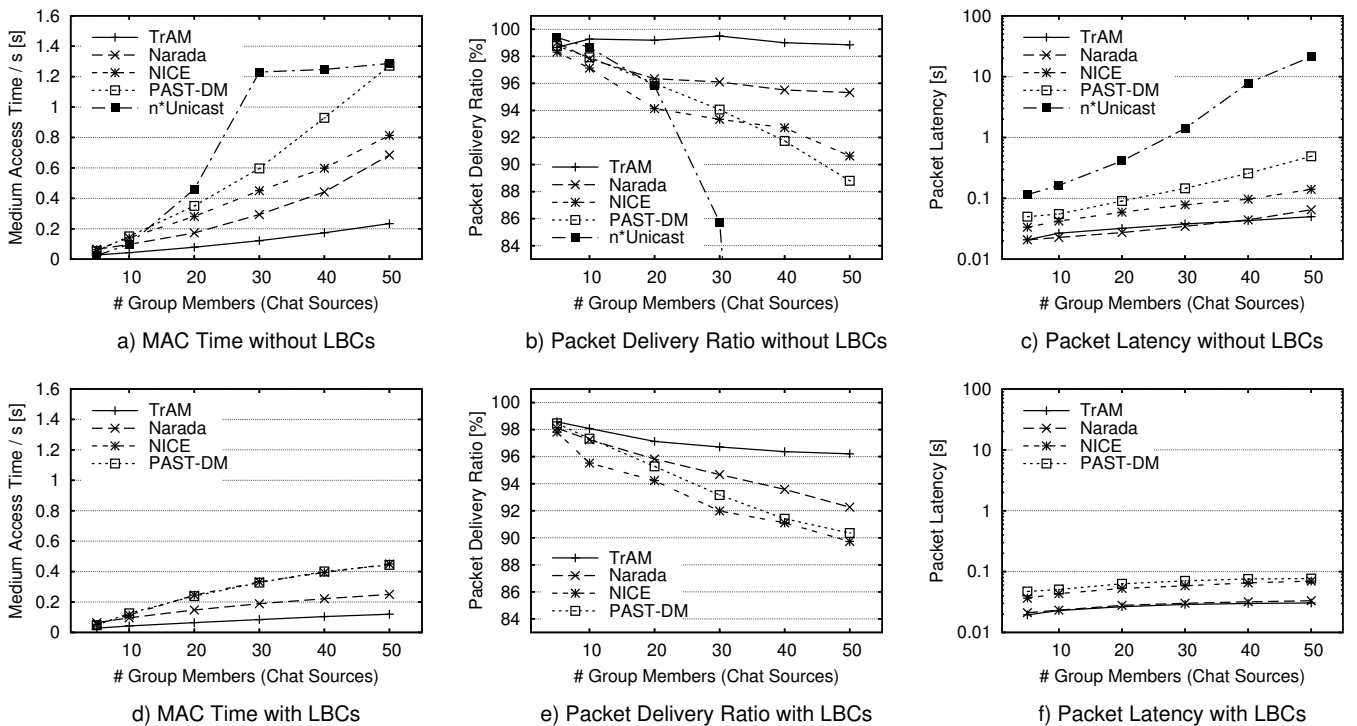 Medium Access Time / s [s]
1.6
1.4
1.2
1
0.8
0.6
0.4
0.2
0
TrAM
Narada
NICE
PAST-DM
n*Unicast
10 20 30 40 50
# Group Members (Chat Sources)
a) MAC Time without LBCs
Packet Delivery Ratio [%]
100
98
96
94
92
90
88
86
84
TrAM
Narada
NICE
PAST-DM
n*Unicast
10 20 30 40 50
# Group Members (Chat Sources)
b) Packet Delivery Ratio without LBCs
Packet Latency [s]
100
10
1
0.1
0.01
TrAM
Narada
NICE
PAST-DM
n*Unicast
10 20 30 40 50
# Group Members (Chat Sources)
c) Packet Latency without LBCs
Medium Access Time / s [s]
1.6
1.4
1.2
1
0.8
0.6
0.4
0.2
0
TrAM
Narada
NICE
PAST-DM
10 20 30 40 50
# Group Members (Chat Sources)
d) MAC Time with LBCs
Packet Delivery Ratio [%]
100
98
96
94
92
90
88
86
84
TrAM
Narada
NICE
PAST-DM
10 20 30 40 50
# Group Members (Chat Sources)
e) Packet Delivery Ratio with LBCs
Packet Latency [s]
100
10
1
0.1
0.01
TrAM
Narada
NICE
PAST-DM
10 20 30 40 50
# Group Members (Chat Sources)
f) Packet Latency with LBCs